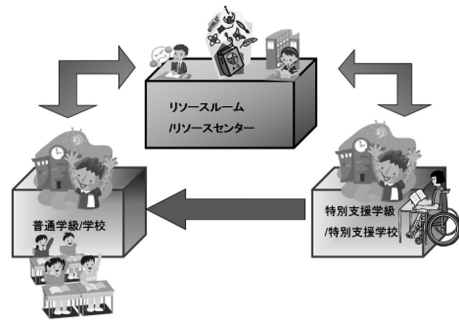 リソースルーム
/リソースセンター
普通学級/学校
特別支援学級
/特別支援学校